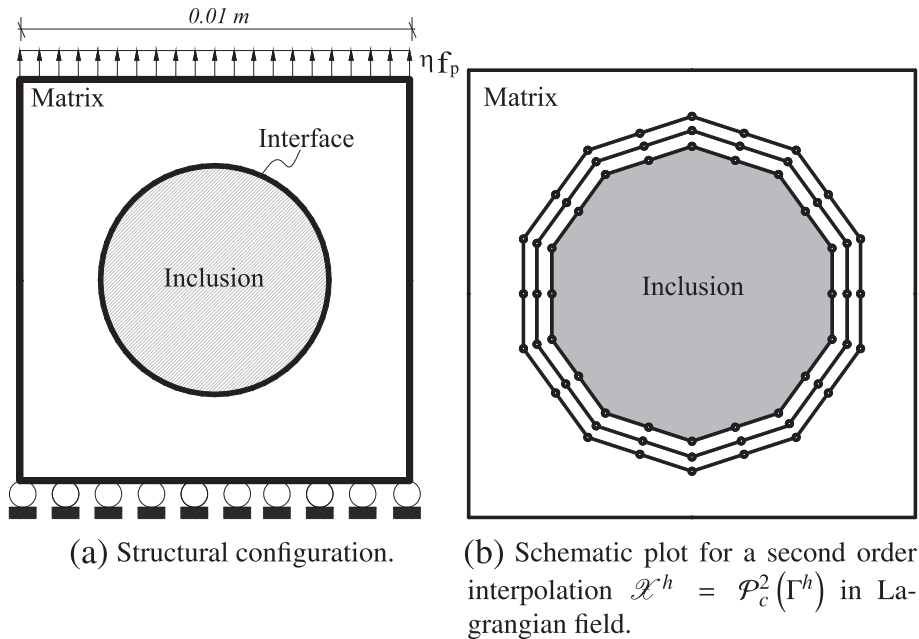 0.01 m
ηf_p
Matrix
Interface
Inclusion
(a) Structural configuration.
Matrix
Inclusion
(b) Schematic plot for a second order
interpolation 𝒳^h = 𝒫_c^2(Γ^h) in La-
grangian field.